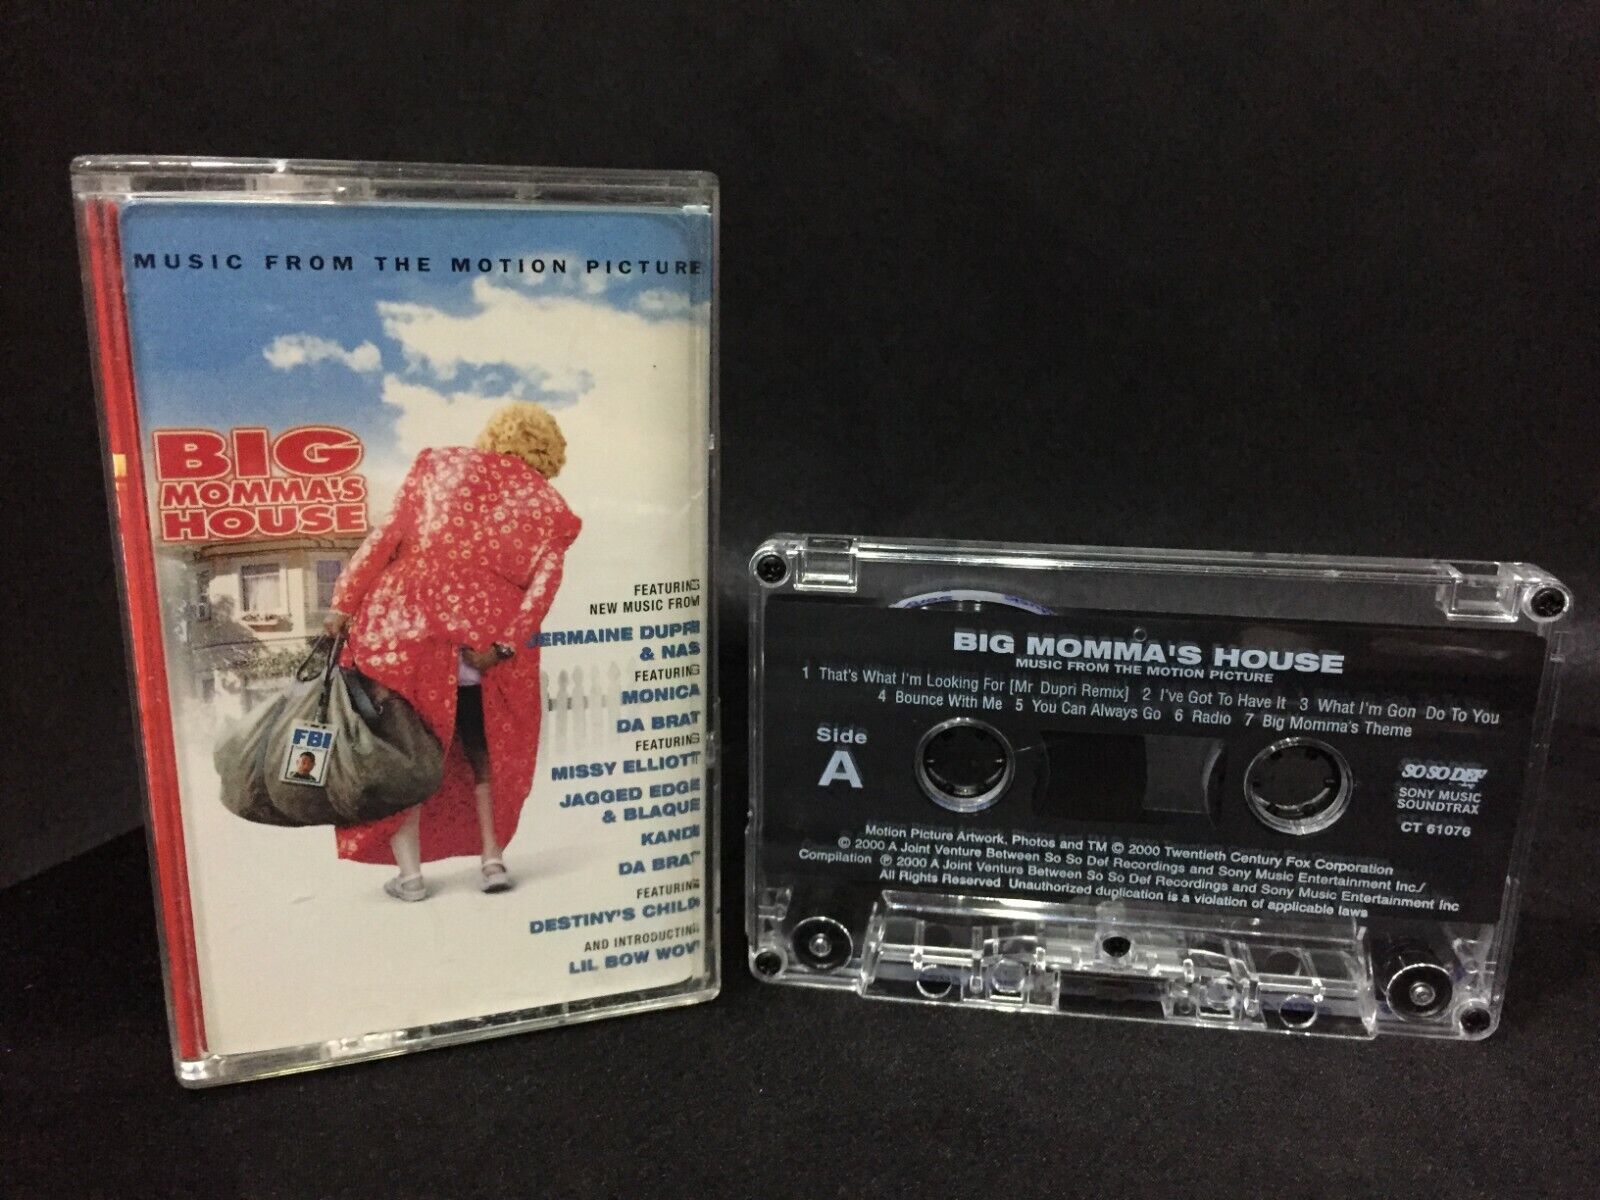 MUSIC FROM THE MOTION PICTURE
BIG
MOMMA'S
HOUSE
FBI
FEATURING
NEW MUSIC FROM
JERMAINE DUPRI
& NAS
FEATURING
MONICA
DA BRAT
FEATURING
MISSY ELLIOTT
JAGGED EDGE
& BLAQUE
KANDI
DA BRAT
FEATURING
DESTINY'S CHILD
AND INTRODUCING
LIL BOW WOW
BIG MOMMA'S HOUSE
MUSIC FROM THE MOTION PICTURE
1 That's What I'm Looking For [Mr Dupri Remix] 2 I've Got To Have It 3 What I'm Gon Do To You
4 Bounce With Me 5 You Can Always Go 6 Radio 7 Big Momma's Theme
Side
A
SO SO DEF
SONY MUSIC
SOUNDTRAX
CT 61076
Motion Picture Artwork, Photos and TM © 2000 Twentieth Century Fox Corporation
© 2000 A Joint Venture Between So So Def Recordings and Sony Music Entertainment Inc./
Compilation ℗ 2000 A Joint Venture Between So So Def Recordings and Sony Music Entertainment Inc
All Rights Reserved Unauthorized duplication is a violation of applicable laws